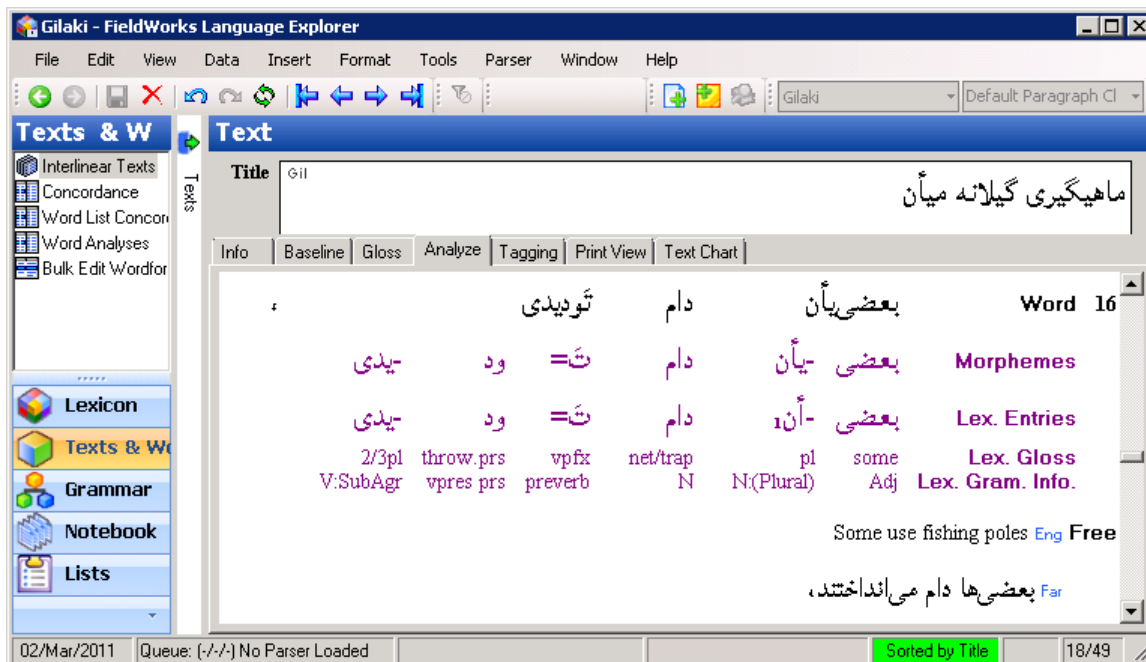 Gilaki - FieldWorks Language Explorer
File Edit View Data Insert Format Tools Parser Window Help
Gilaki Default Paragraph Cl
Texts & W
Interlinear Texts
Concordance
Word List Concor
Word Analyses
Bulk Edit Wordfor
Lexicon
Texts & Wo
Grammar
Notebook
Lists
Texts
Text
Title Gil ماهیگیری گیلانه میأن
Info Baseline Gloss Analyze Tagging Print View Text Chart
Word 16 بعضی‌یأن دام تَودیدی ،
Morphemes بعضی -یأن دام تَ= ود -یدی
Lex. Entries بعضی -أن1 دام تَ= ود -یدی
Lex. Gloss some pl net/trap vpfx throw.prs 2/3pl
Lex. Gram. Info. Adj N:(Plural) N preverb vpres prs V:SubAgr
Free Eng Some use fishing poles
Far بعضی‌ها دام می‌انداختند،
02/Mar/2011 Queue: (-/-/-) No Parser Loaded Sorted by Title 18/49